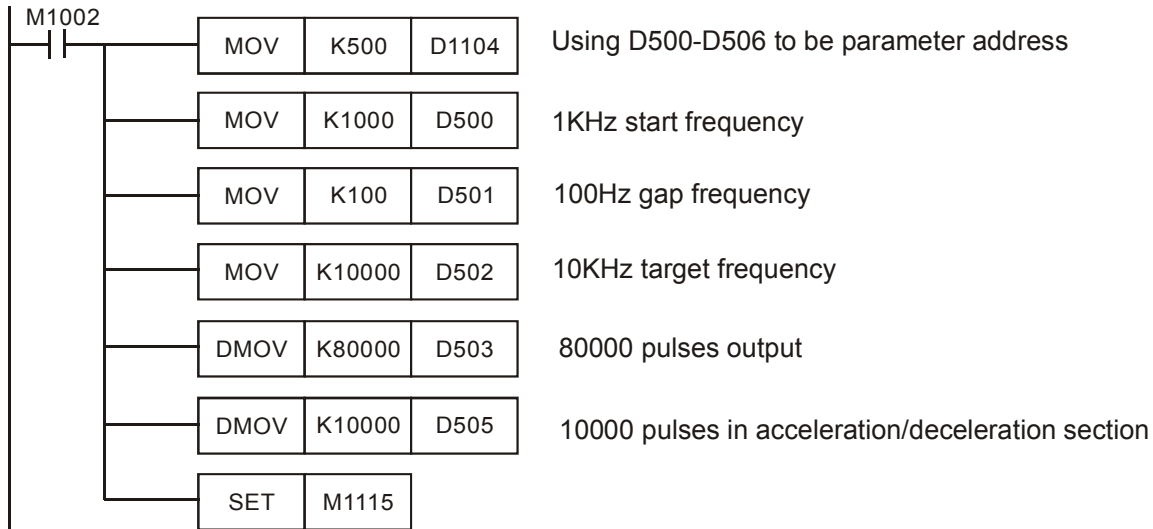 M1002
MOV K500 D1104 Using D500-D506 to be parameter address
MOV K1000 D500 1KHz start frequency
MOV K100 D501 100Hz gap frequency
MOV K10000 D502 10KHz target frequency
DMOV K80000 D503 80000 pulses output
DMOV K10000 D505 10000 pulses in acceleration/deceleration section
SET M1115